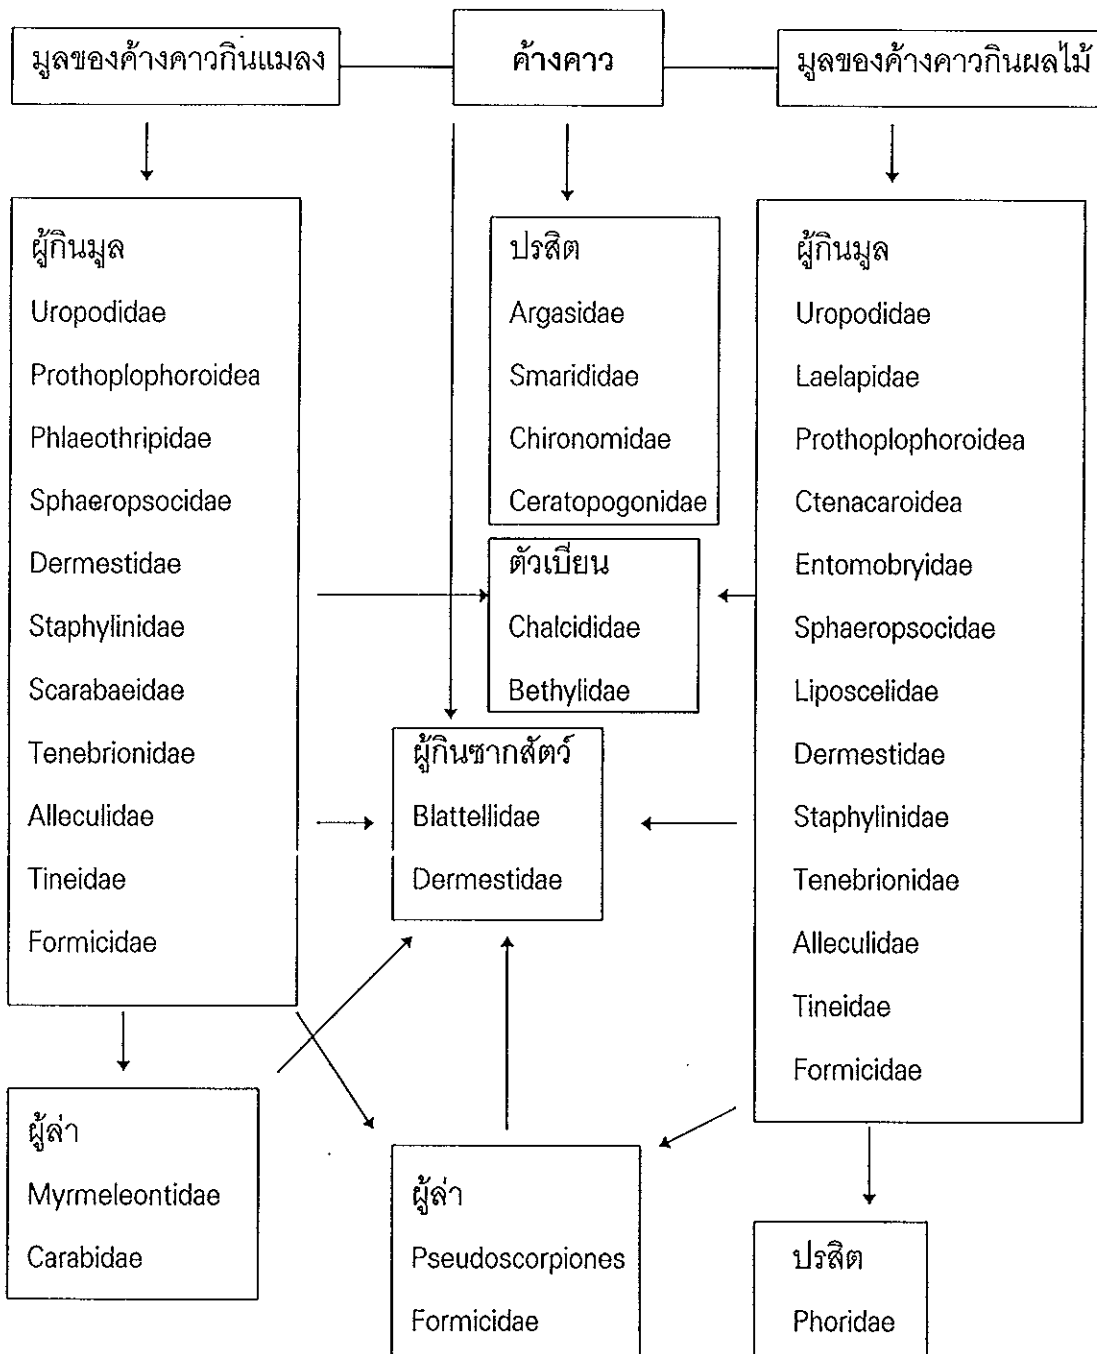 มูลของค้างคาวกินแมลง
ค้างคาว
มูลของค้างคาวกินผลไม้
ผู้กินมูล
Uropodidae
Prothoplophoroidea
Phlaeothripidae
Sphaeropsocidae
Dermestidae
Staphylinidae
Scarabaeidae
Tenebrionidae
Alleculidae
Tineidae
Formicidae
ปรสิต
Argasidae
Smarididae
Chironomidae
Ceratopogonidae
ตัวเบียน
Chalcididae
Bethylidae
ผู้กินซากสัตว์
Blattellidae
Dermestidae
ผู้กินมูล
Uropodidae
Laelapidae
Prothoplophoroidea
Ctenacaroidea
Entomobryidae
Sphaeropsocidae
Liposcelidae
Dermestidae
Staphylinidae
Tenebrionidae
Alleculidae
Tineidae
Formicidae
ผู้ล่า
Myrmeleontidae
Carabidae
ผู้ล่า
Pseudoscorpiones
Formicidae
ปรสิต
Phoridae